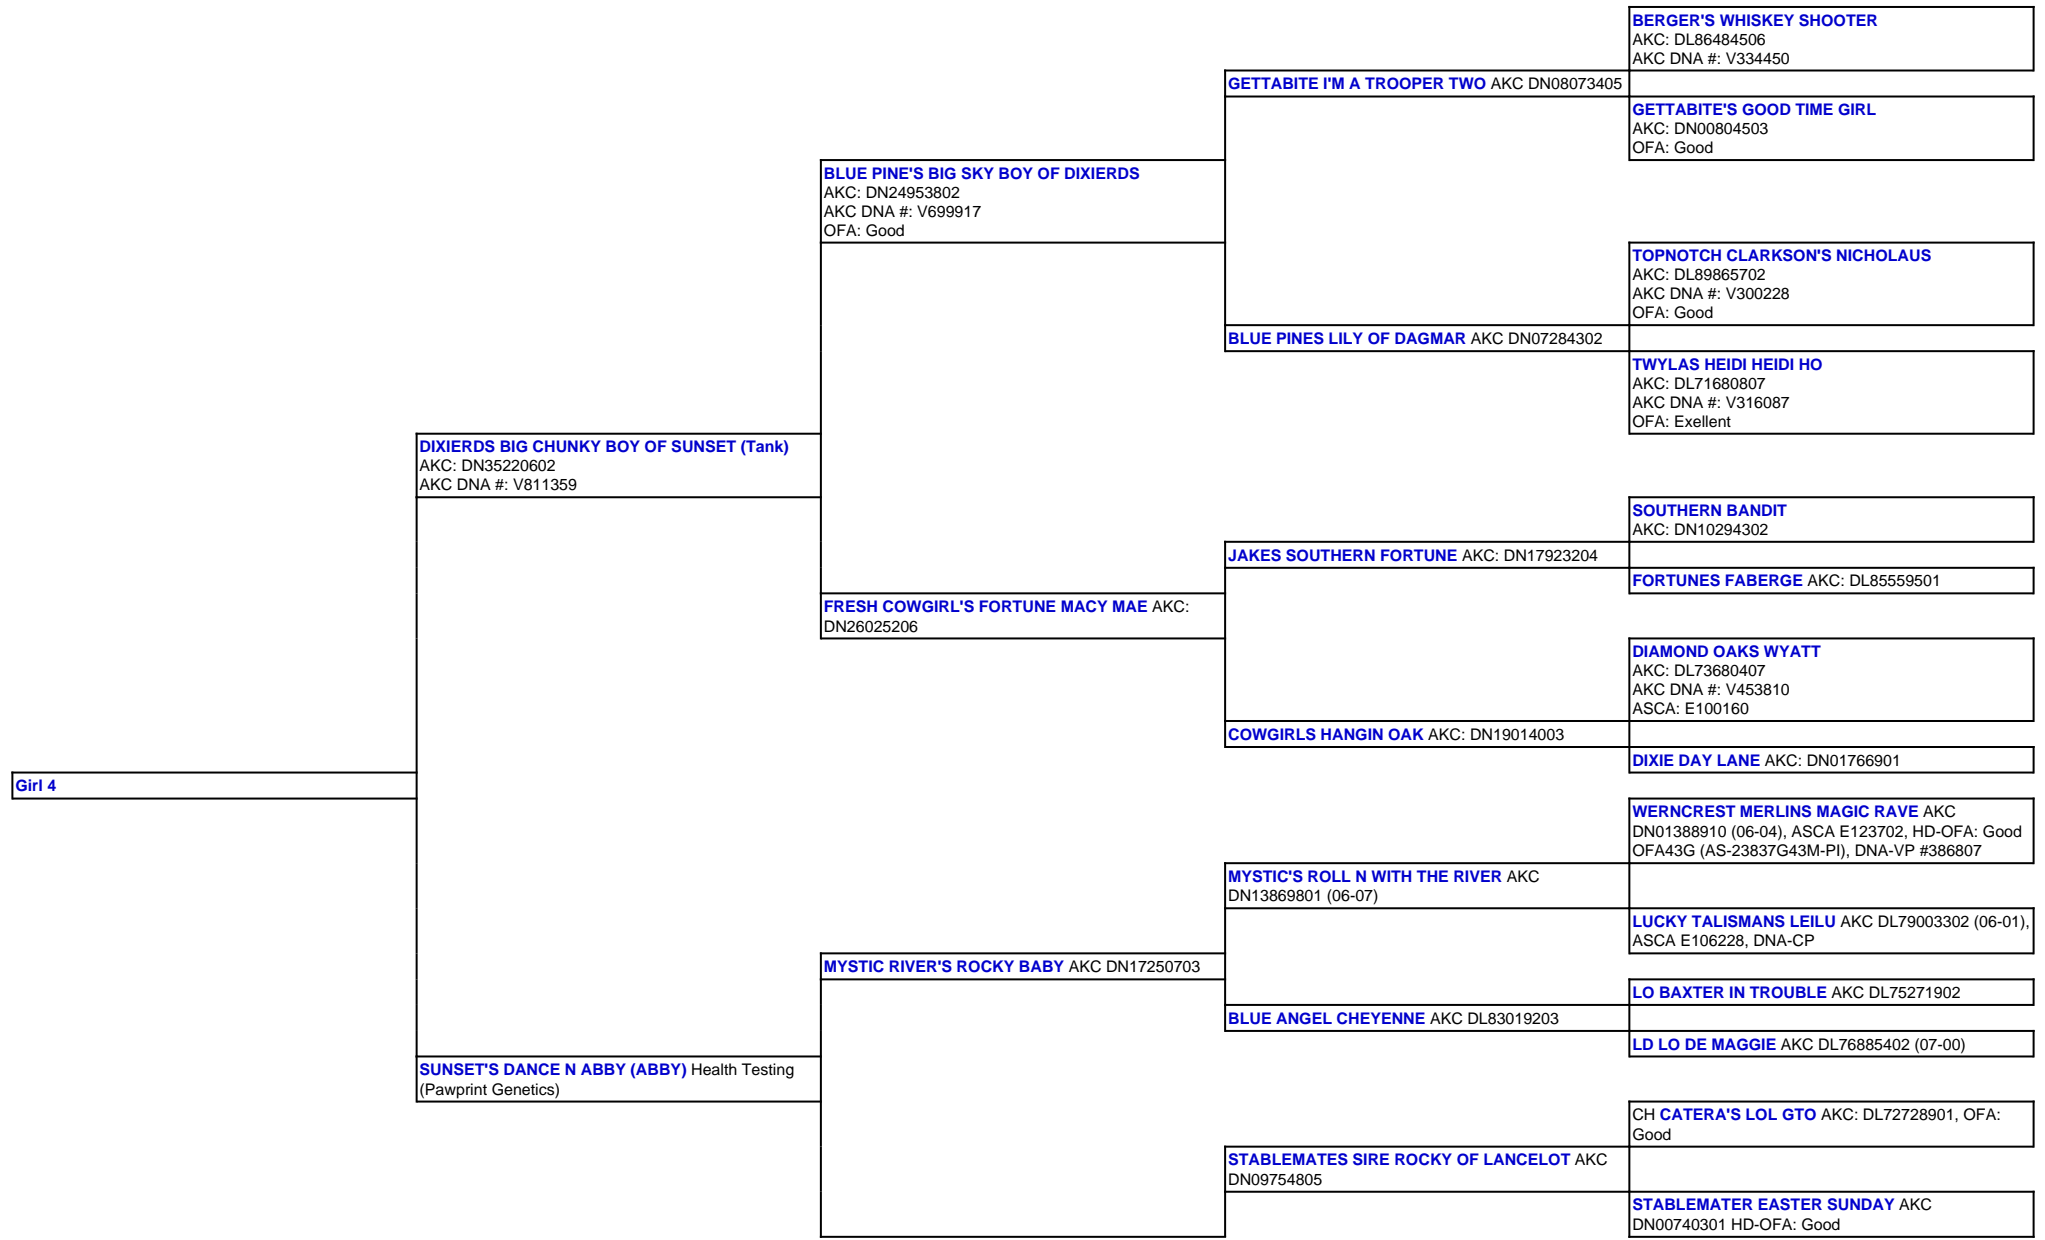 BERGER'S WHISKEY SHOOTER
AKC: DL86484506
AKC DNA #: V334450
GETTABITE I'M A TROOPER TWO AKC DN08073405
GETTABITE'S GOOD TIME GIRL
AKC: DN00804503
OFA: Good
BLUE PINE'S BIG SKY BOY OF DIXIERDS
AKC: DN24953802
AKC DNA #: V699917
OFA: Good
TOPNOTCH CLARKSON'S NICHOLAUS
AKC: DL89865702
AKC DNA #: V300228
OFA: Good
BLUE PINES LILY OF DAGMAR AKC DN07284302
TWYLAS HEIDI HEIDI HO
AKC: DL71680807
AKC DNA #: V316087
OFA: Exellent
DIXIERDS BIG CHUNKY BOY OF SUNSET (Tank)
AKC: DN35220602
AKC DNA #: V811359
SOUTHERN BANDIT
AKC: DN10294302
JAKES SOUTHERN FORTUNE AKC: DN17923204
FORTUNES FABERGE AKC: DL85559501
FRESH COWGIRL'S FORTUNE MACY MAE AKC:
DN26025206
DIAMOND OAKS WYATT
AKC: DL73680407
AKC DNA #: V453810
ASCA: E100160
COWGIRLS HANGIN OAK AKC: DN19014003
DIXIE DAY LANE AKC: DN01766901
Girl 4
WERNCREST MERLINS MAGIC RAVE AKC
DN01388910 (06-04), ASCA E123702, HD-OFA: Good
OFA43G (AS-23837G43M-PI), DNA-VP #386807
MYSTIC'S ROLL N WITH THE RIVER AKC
DN13869801 (06-07)
LUCKY TALISMANS LEILU AKC DL79003302 (06-01),
ASCA E106228, DNA-CP
MYSTIC RIVER'S ROCKY BABY AKC DN17250703
LO BAXTER IN TROUBLE AKC DL75271902
BLUE ANGEL CHEYENNE AKC DL83019203
LD LO DE MAGGIE AKC DL76885402 (07-00)
SUNSET'S DANCE N ABBY (ABBY) Health Testing
(Pawprint Genetics)
CH CATERA'S LOL GTO AKC: DL72728901, OFA:
Good
STABLEMATES SIRE ROCKY OF LANCELOT AKC
DN09754805
STABLEMATER EASTER SUNDAY AKC
DN00740301 HD-OFA: Good